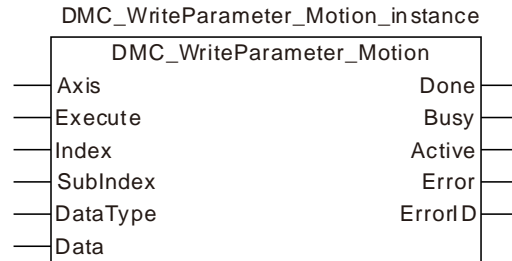 DMC_WriteParameter_Motion_instance
DMC_WriteParameter_Motion
Axis Done
Execute Busy
Index Active
SubIndex Error
DataType ErrorID
Data